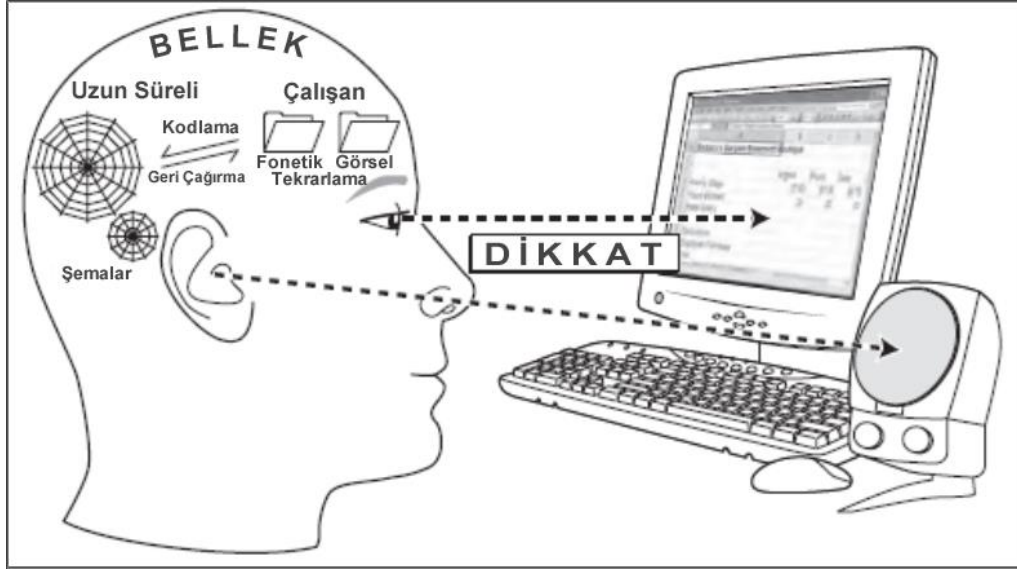 BELLEK
Uzun Süreli
Çalışan
Kodlama
Geri Çağırma
Fonetik Görsel
Tekrarlama
Şemalar
DİKKAT